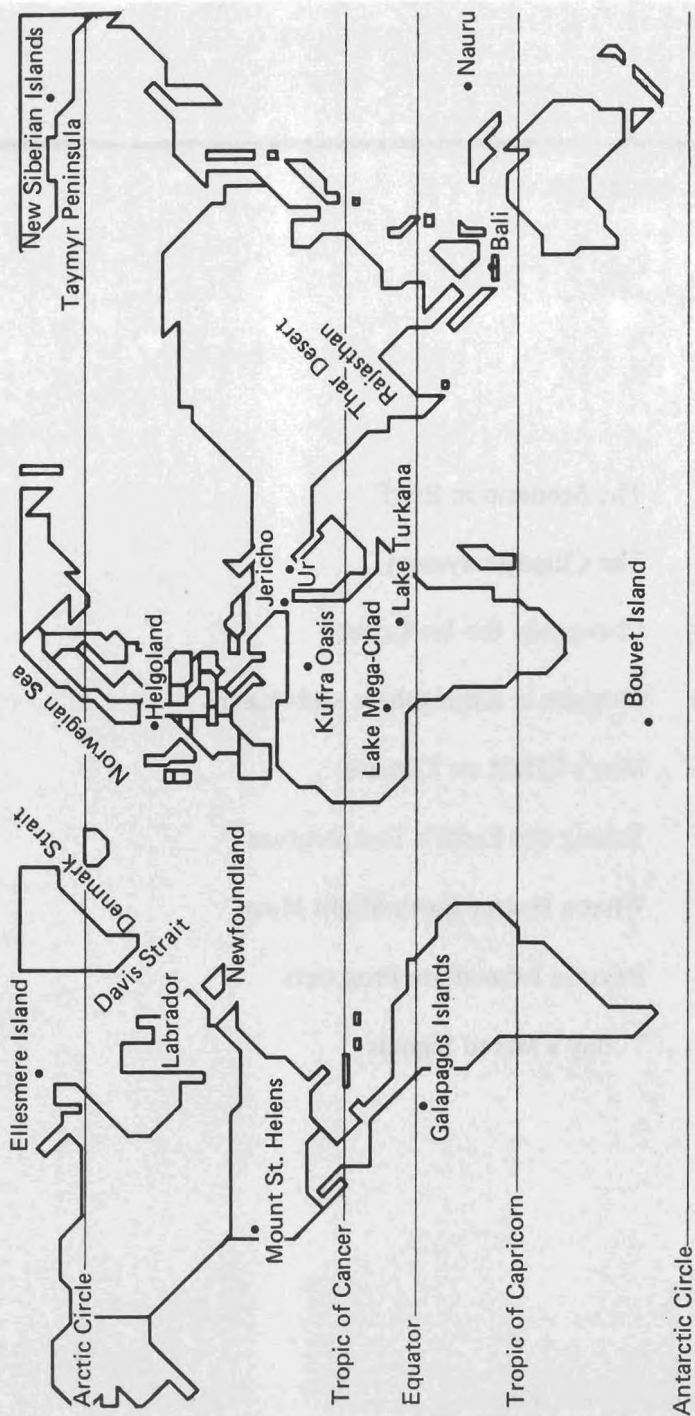 New Siberian Islands
Taymyr Peninsula
Ellesmere Island
Norwegian Sea
Denmark Strait
Davis Strait
Arctic Circle
Labrador
Helgoland
Newfoundland
Mount St. Helens
Jericho
Ur
Kufra Oasis
Thar Desert
Rajasthan
Tropic of Cancer
Lake Mega-Chad
Lake Turkana
Equator
Galapagos Islands
Nauru
Bali
Tropic of Capricorn
Bouvet Island
Antarctic Circle